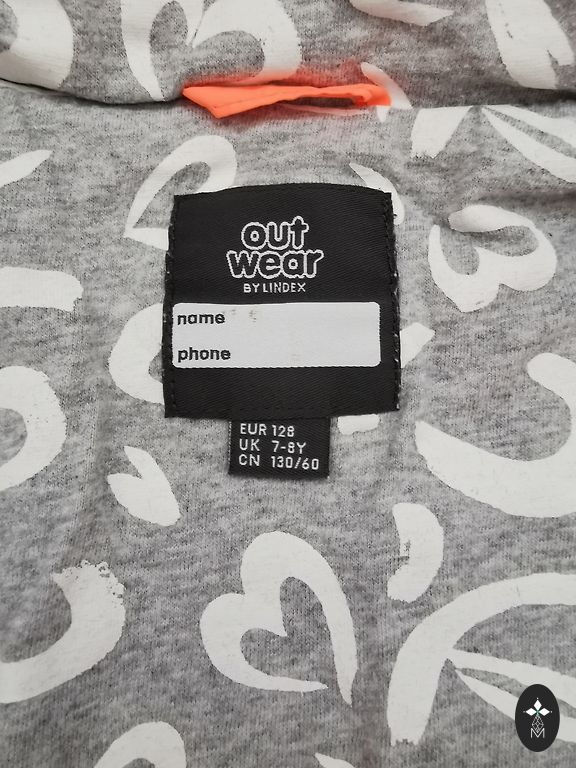 out
wear
BY LINDEX
name
phone
EUR 128
UK 7-8Y
CN 130/60
M